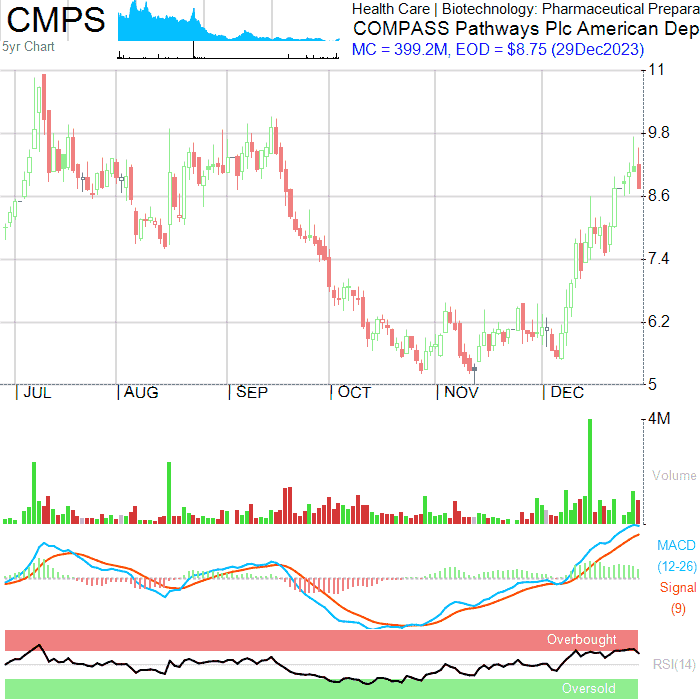 CMPS
Health Care | Biotechnology: Pharmaceutical Prepara
COMPASS Pathways Plc American Dep
5yr Chart
MC = 399.2M, EOD = $8.75 (29Dec2023)
11
9.8
8.6
7.4
6.2
5
JUL AUG SEP OCT NOV DEC
4M
Volume
MACD
(12-26)
Signal
(9)
Overbought
RSI(14)
Oversold